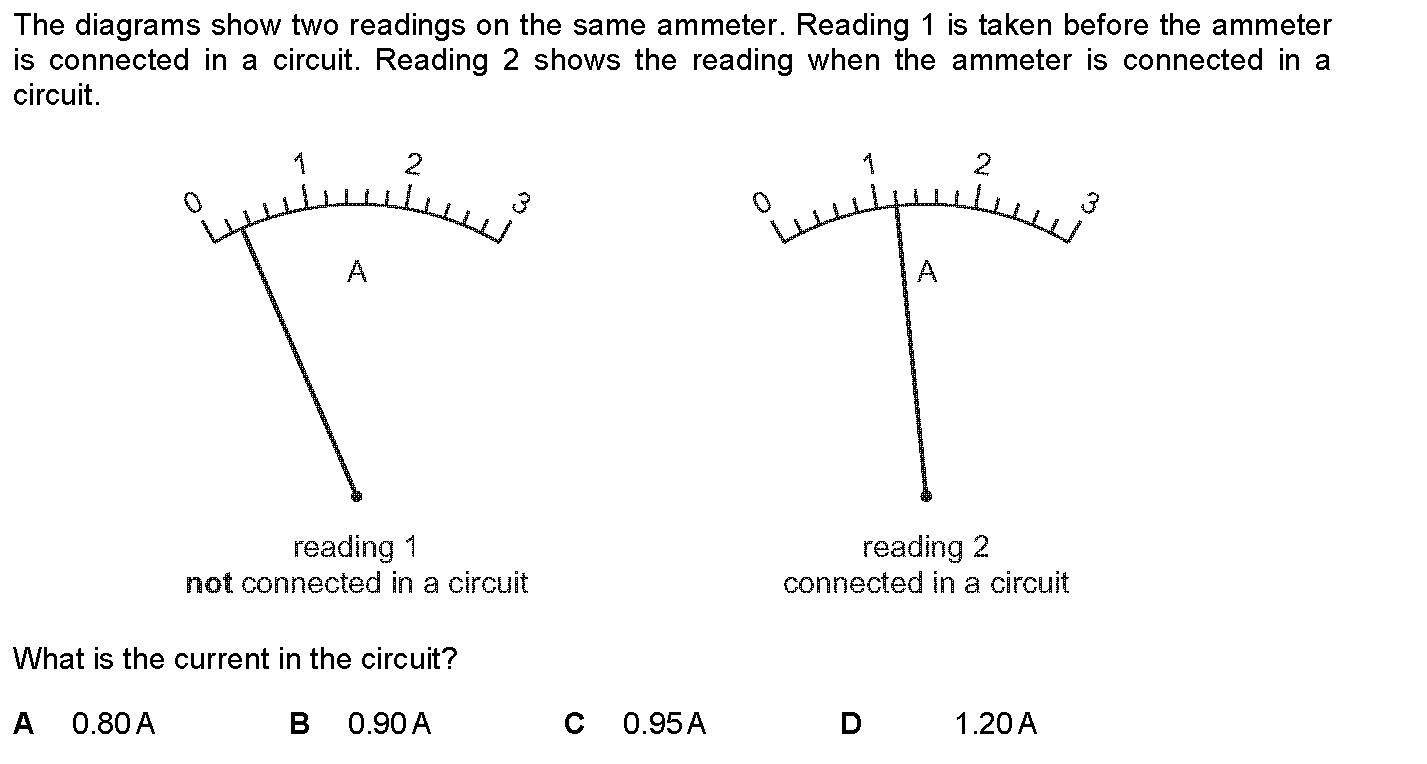 The diagrams show two readings on the same ammeter. Reading 1 is taken before the ammeter
is connected in a circuit. Reading 2 shows the reading when the ammeter is connected in a
circuit.
0 1 2 3
A
0 1 2 3
A
reading 1
not connected in a circuit
reading 2
connected in a circuit
What is the current in the circuit?
A 0.80 A B 0.90 A C 0.95 A D 1.20 A